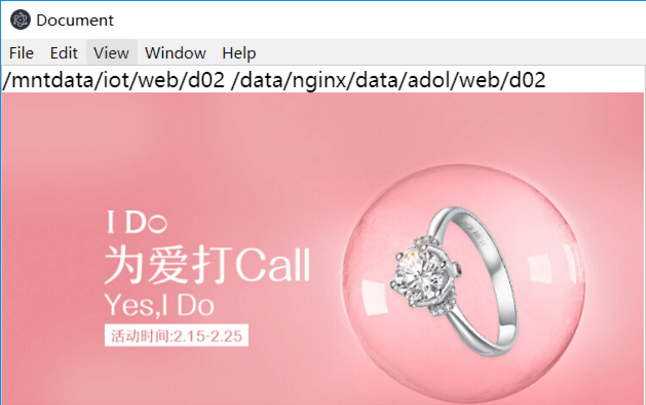 Document
File Edit View Window Help
/mntdata/iot/web/d02 /data/nginx/data/adol/web/d02
I Do
为爱打Call
Yes,I Do
活动时间:2.15-2.25